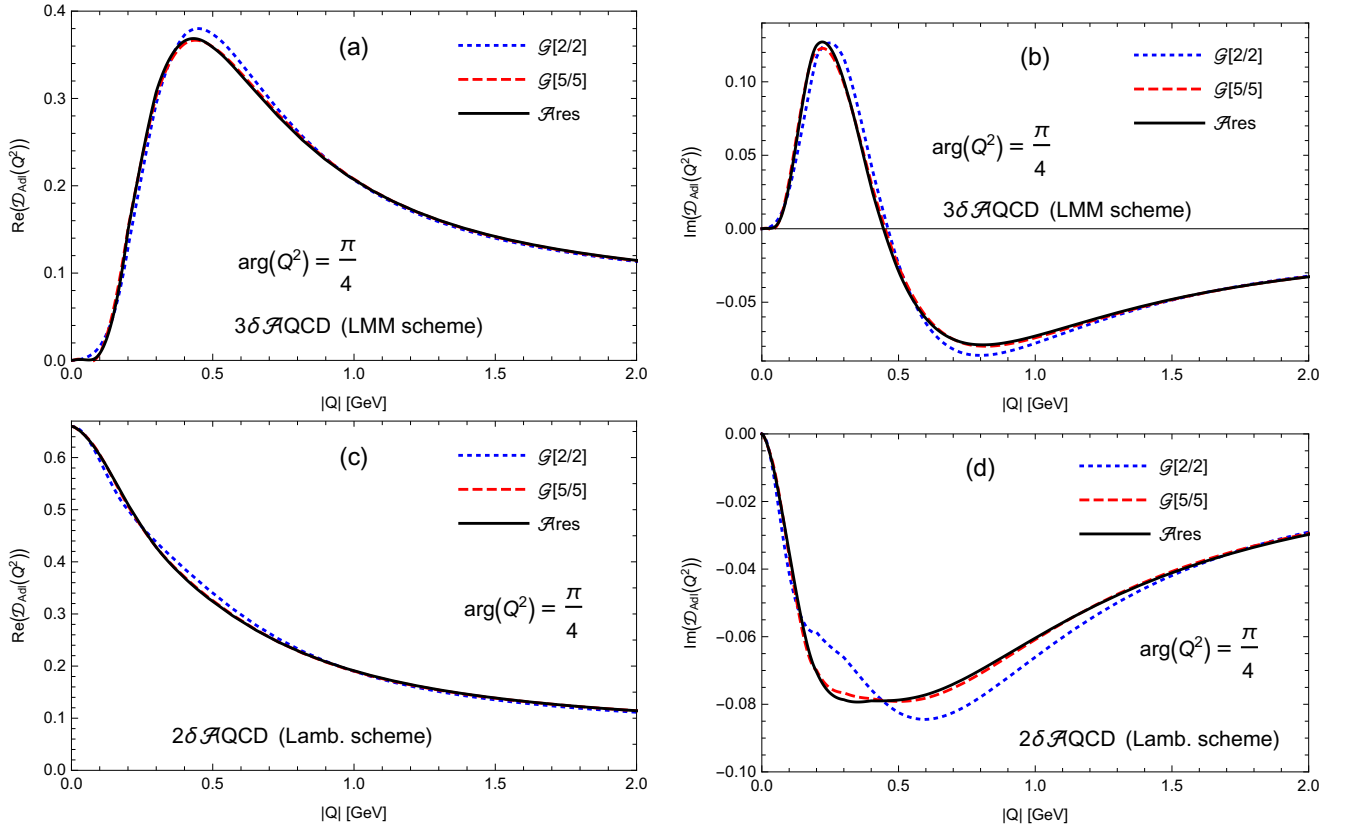 (a)
𝒢[2/2]
𝒢[5/5]
𝒜res
arg(Q²) = π/4
3δ𝒜QCD (LMM scheme)
Re(𝒟Adl(Q²))
0.4
0.3
0.2
0.1
0.0
0.0 0.5 1.0 1.5 2.0
|Q| [GeV]
(b)
𝒢[2/2]
𝒢[5/5]
𝒜res
arg(Q²) = π/4
3δ𝒜QCD (LMM scheme)
Im(𝒟Adl(Q²))
0.10
0.05
0.00
−0.05
0.0 0.5 1.0 1.5 2.0
|Q| [GeV]
(c)
𝒢[2/2]
𝒢[5/5]
𝒜res
arg(Q²) = π/4
2δ𝒜QCD (Lamb. scheme)
Re(𝒟Adl(Q²))
0.6
0.5
0.4
0.3
0.2
0.1
0.0
0.0 0.5 1.0 1.5 2.0
|Q| [GeV]
(d)
𝒢[2/2]
𝒢[5/5]
𝒜res
arg(Q²) = π/4
2δ𝒜QCD (Lamb. scheme)
Im(𝒟Adl(Q²))
0.00
−0.02
−0.04
−0.06
−0.08
−0.10
0.0 0.5 1.0 1.5 2.0
|Q| [GeV]